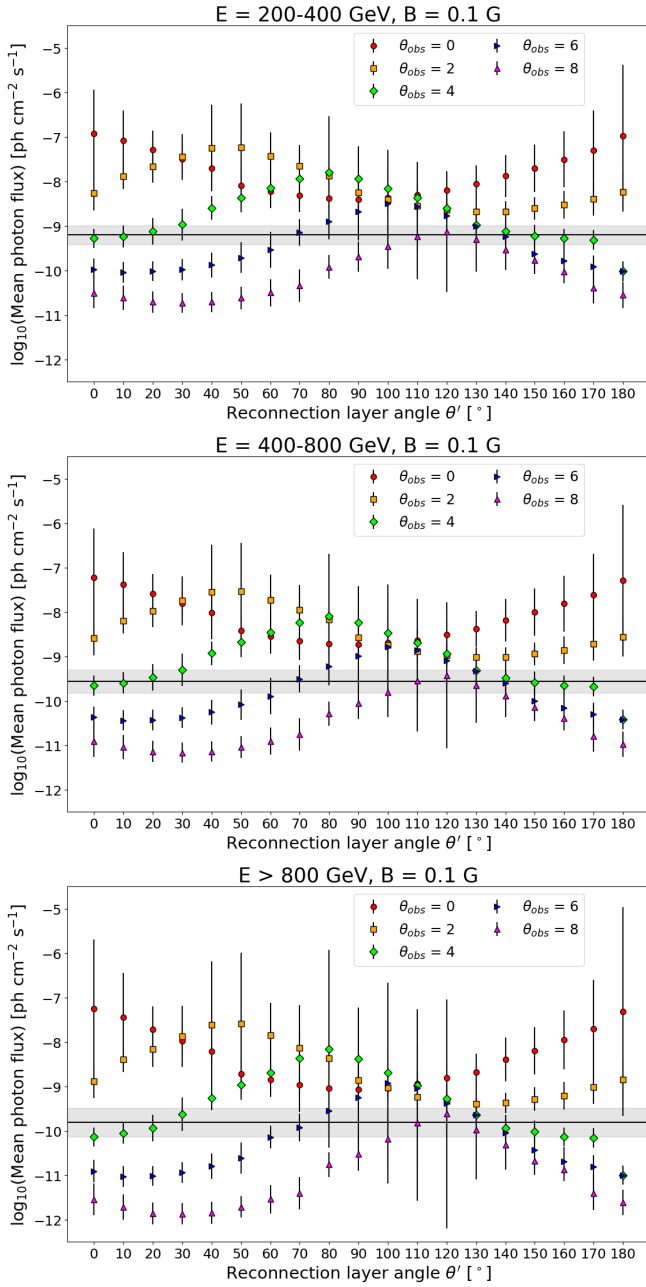 E = 200-400 GeV, B = 0.1 G
θobs = 0
θobs = 2
θobs = 4
θobs = 6
θobs = 8
log10(Mean photon flux) [ph cm−2 s−1]
−5
−6
−7
−8
−9
−10
−11
−12
0 10 20 30 40 50 60 70 80 90 100 110 120 130 140 150 160 170 180
Reconnection layer angle θ′ [°]
E = 400-800 GeV, B = 0.1 G
θobs = 0
θobs = 2
θobs = 4
θobs = 6
θobs = 8
log10(Mean photon flux) [ph cm−2 s−1]
−5
−6
−7
−8
−9
−10
−11
−12
0 10 20 30 40 50 60 70 80 90 100 110 120 130 140 150 160 170 180
Reconnection layer angle θ′ [°]
E > 800 GeV, B = 0.1 G
θobs = 0
θobs = 2
θobs = 4
θobs = 6
θobs = 8
log10(Mean photon flux) [ph cm−2 s−1]
−5
−6
−7
−8
−9
−10
−11
−12
0 10 20 30 40 50 60 70 80 90 100 110 120 130 140 150 160 170 180
Reconnection layer angle θ′ [°]